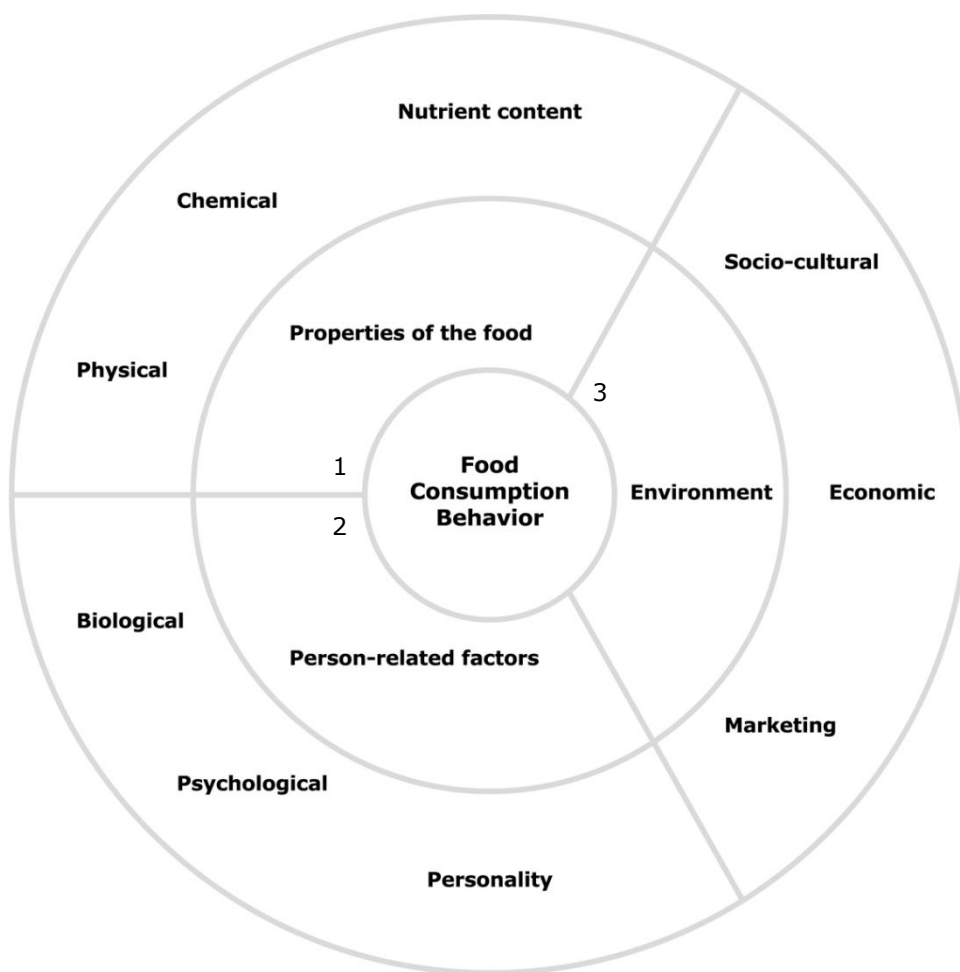 Nutrient content
Chemical
Socio-cultural
Properties of the food
Physical
3
1
Food
Consumption
Behavior
Environment
Economic
2
Biological
Person-related factors
Marketing
Psychological
Personality